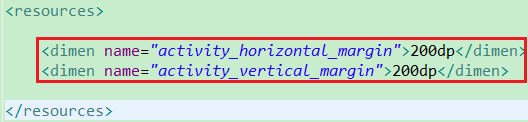 <resources>
<dimen name="activity_horizontal_margin">200dp</dimen>
<dimen name="activity_vertical_margin">200dp</dimen>
</resources>